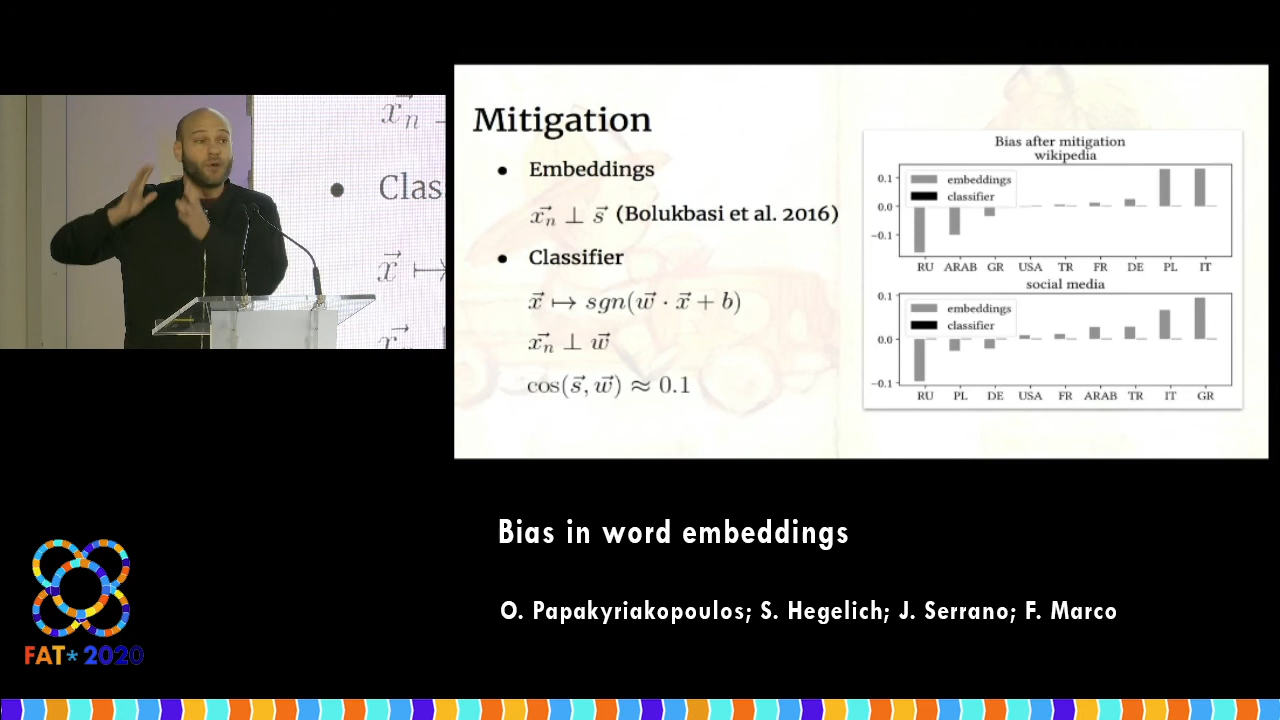 x⃗ₙ
Clas
x⃗ ↦
x⃗
Mitigation
• Embeddings
x⃗ₙ ⊥ s⃗ (Bolukbasi et al. 2016)
• Classifier
x⃗ ↦ sgn(w⃗ · x⃗ + b)
x⃗ₙ ⊥ w⃗
cos(s⃗, w⃗) ≈ 0.1
Bias after mitigation
wikipedia
embeddings
classifier
0.1
0.0
−0.1
RU ARAB GR USA TR FR DE PL IT
social media
embeddings
classifier
0.1
0.0
−0.1
RU PL DE USA FR ARAB TR IT GR
Bias in word embeddings
O. Papakyriakopoulos; S. Hegelich; J. Serrano; F. Marco
FAT* 2020